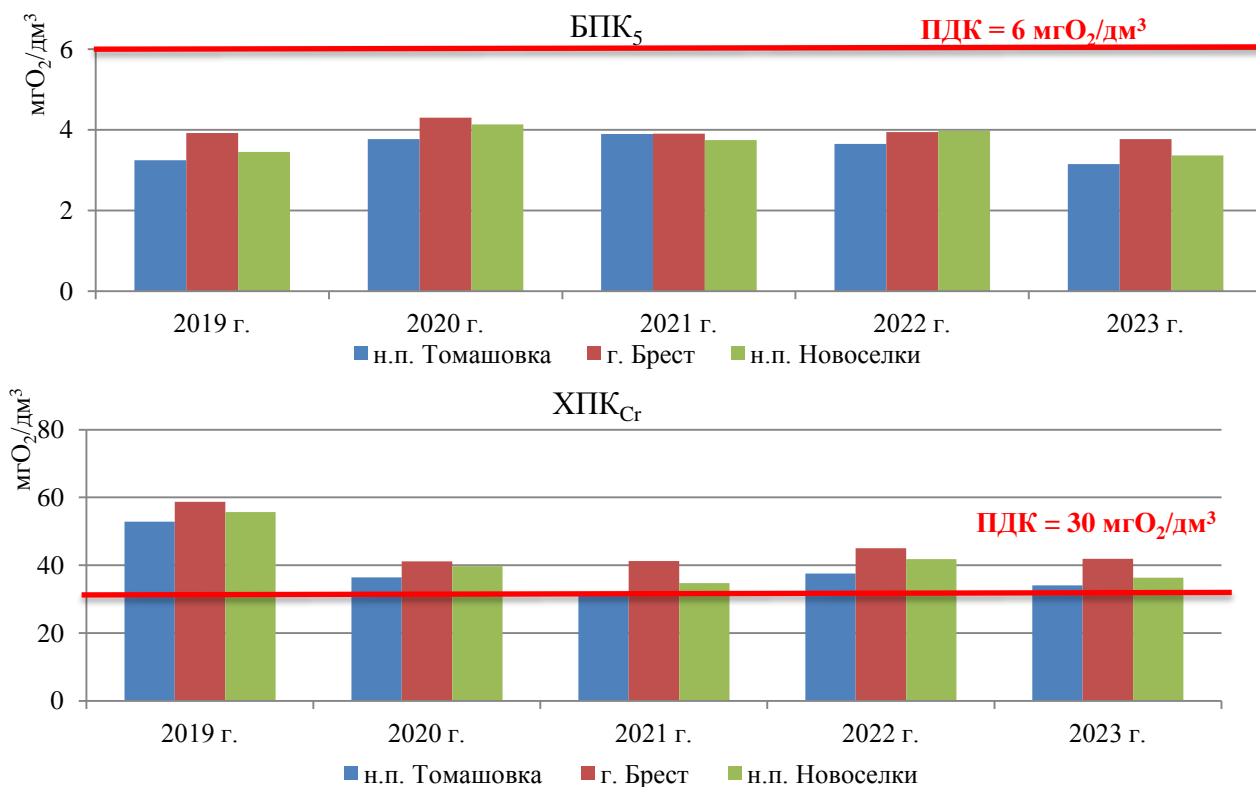 БПК₅
ПДК = 6 мгО₂/дм³
мгО₂/дм³
6
4
2
0
2019 г. 2020 г. 2021 г. 2022 г. 2023 г.
н.п. Томашовка г. Брест н.п. Новоселки
ХПК_Cr
мгО₂/дм³
80
60
ПДК = 30 мгО₂/дм³
40
20
0
2019 г. 2020 г. 2021 г. 2022 г. 2023 г.
н.п. Томашовка г. Брест н.п. Новоселки